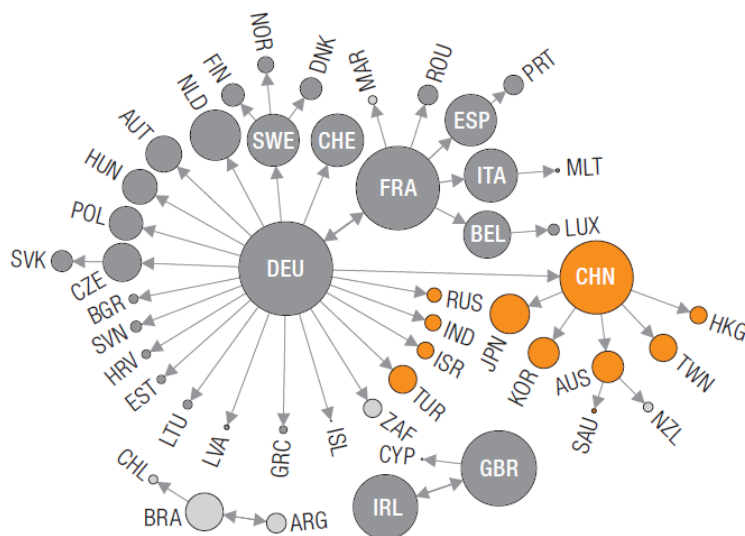 NOR
FIN
DNK
NLD
MAR
ROU
PRT
AUT
SWE
CHE
ESP
HUN
FRA
ITA
MLT
POL
BEL
LUX
SVK
CZE
DEU
CHN
BGR
RUS
HKG
SVN
IND
JPN
HRV
ISR
KOR
TWN
EST
TUR
AUS
LTU
LVA
GRC
ISL
ZAF
SAU
NZL
CYP
GBR
CHL
IRL
BRA
ARG